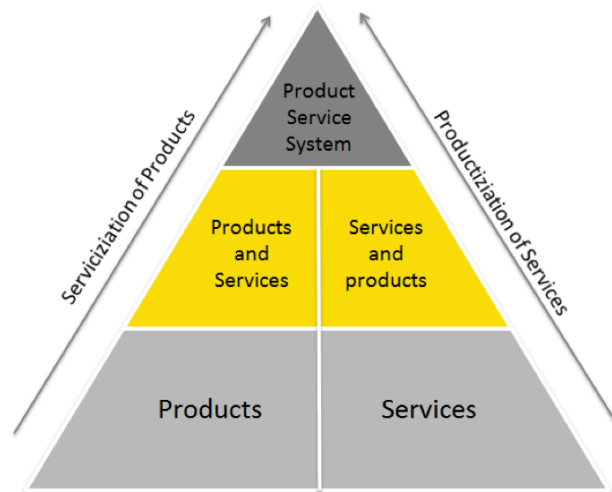 Product
Service
System
Serviciziation of Products
Productiziation of Services
Products
and
Services
Services
and
products
Products
Services